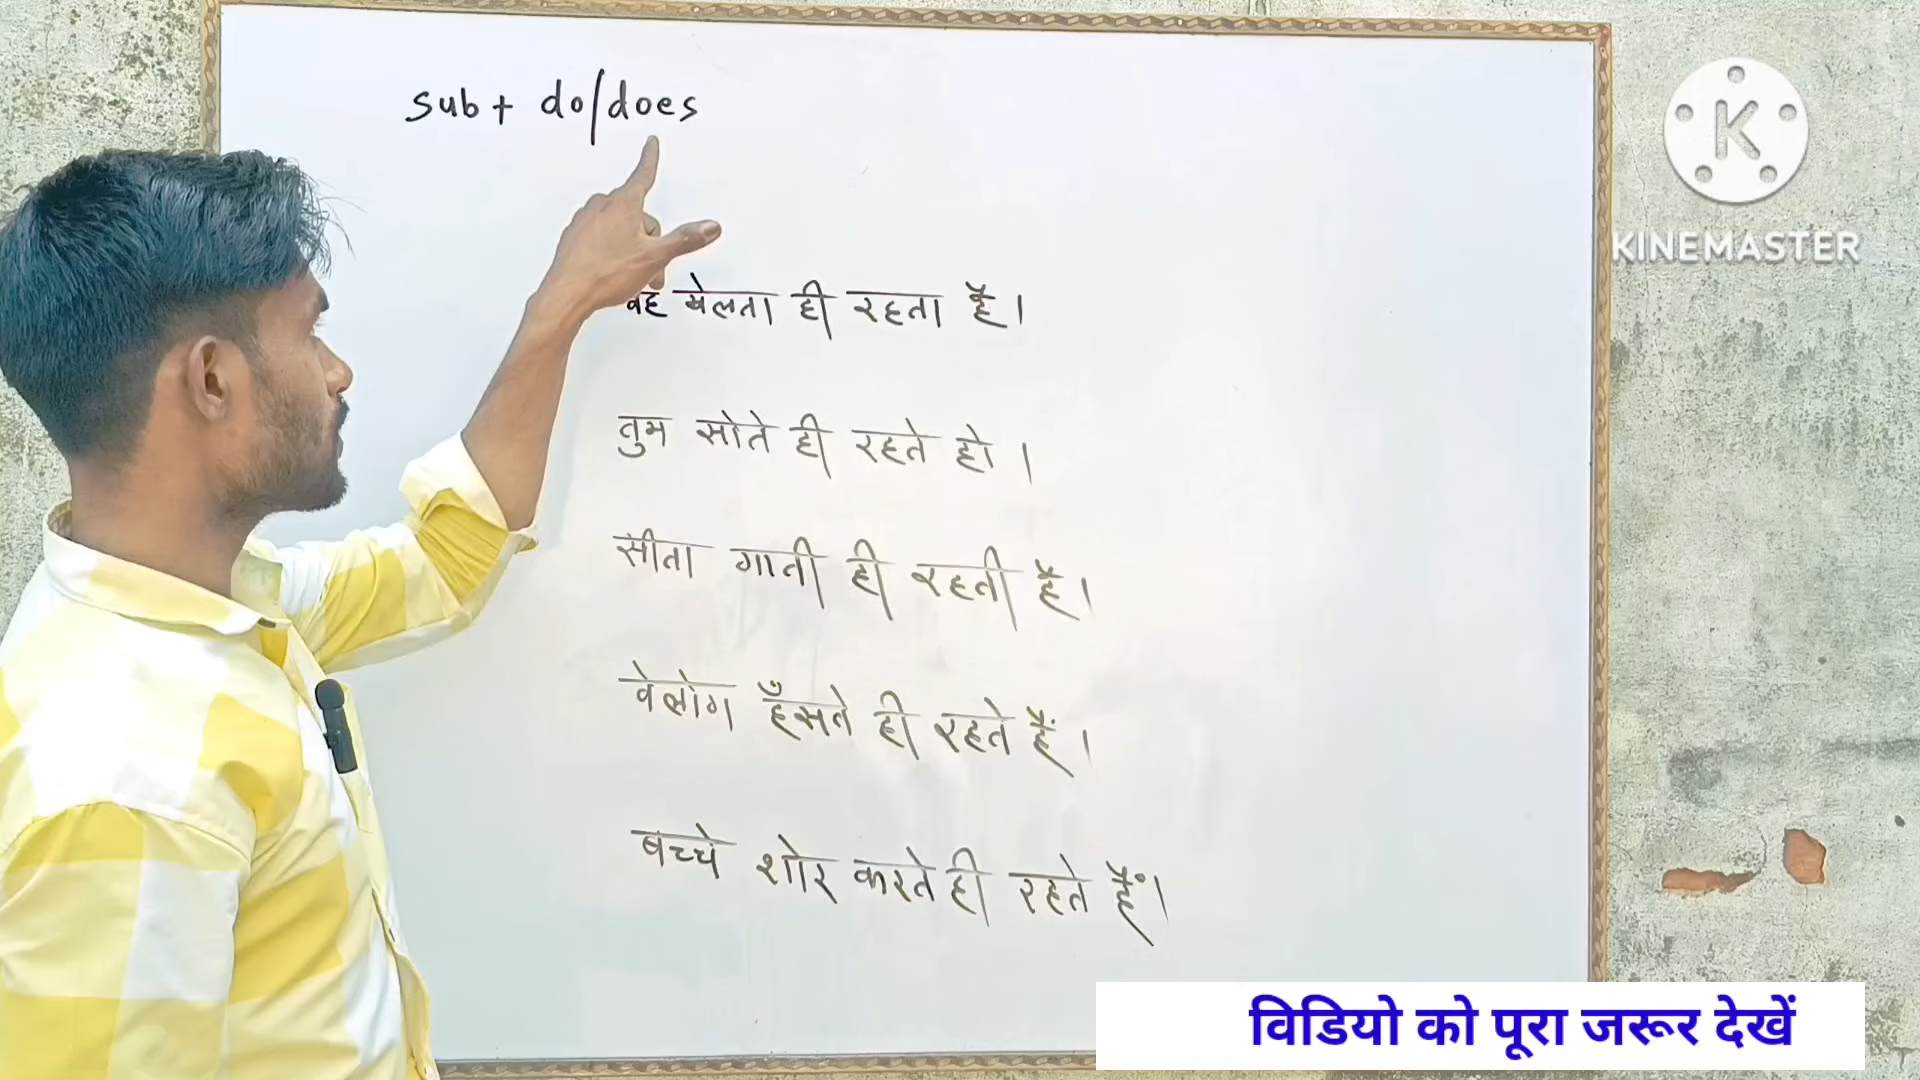 sub + do/does
वह खेलता ही रहता है।
तुम सोते ही रहते हो।
सीता गाती ही रहती है।
वेलोग हँसते ही रहते हैं।
बच्चे शोर करते ही रहते हैं।
K
KINEMASTER
विडियो को पूरा जरूर देखें